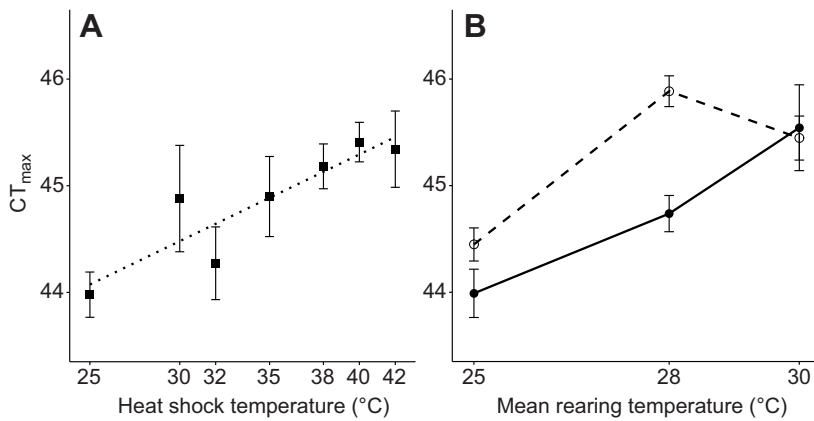 A
B
46
45
44
CTmax
25 30 32 35 38 40 42
Heat shock temperature (°C)
46
45
44
25 28 30
Mean rearing temperature (°C)